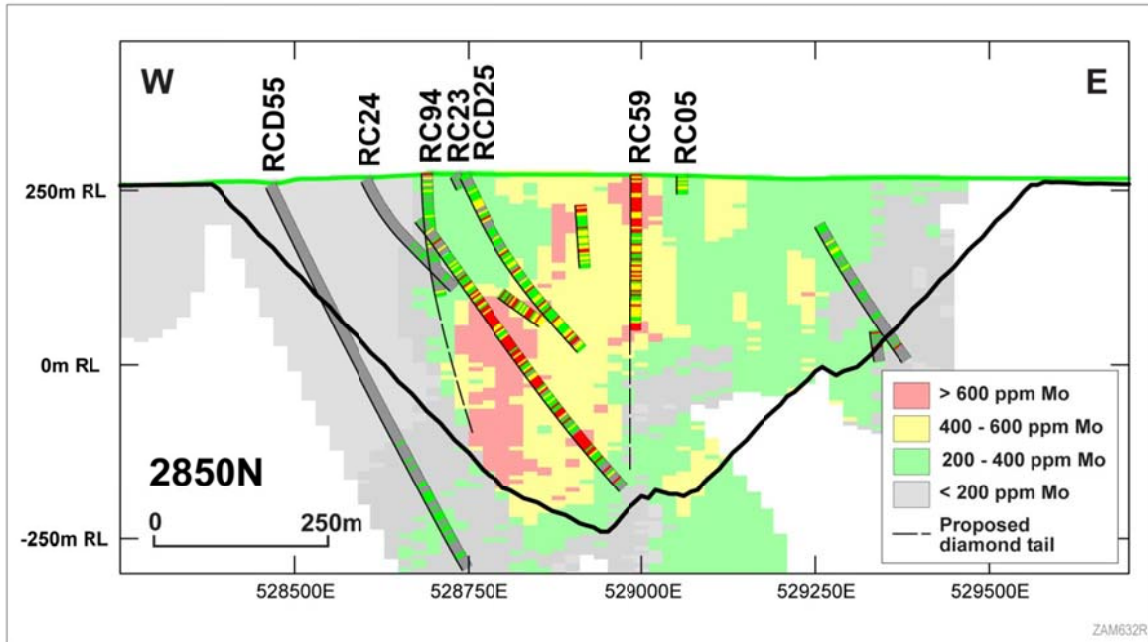 W
E
RCD55
RC24
RC94
RC23
RCD25
RC59
RC05
250m RL
0m RL
-250m RL
2850N
0 250m
> 600 ppm Mo
400 - 600 ppm Mo
200 - 400 ppm Mo
< 200 ppm Mo
Proposed
diamond tail
528500E 528750E 529000E 529250E 529500E
ZAM632R